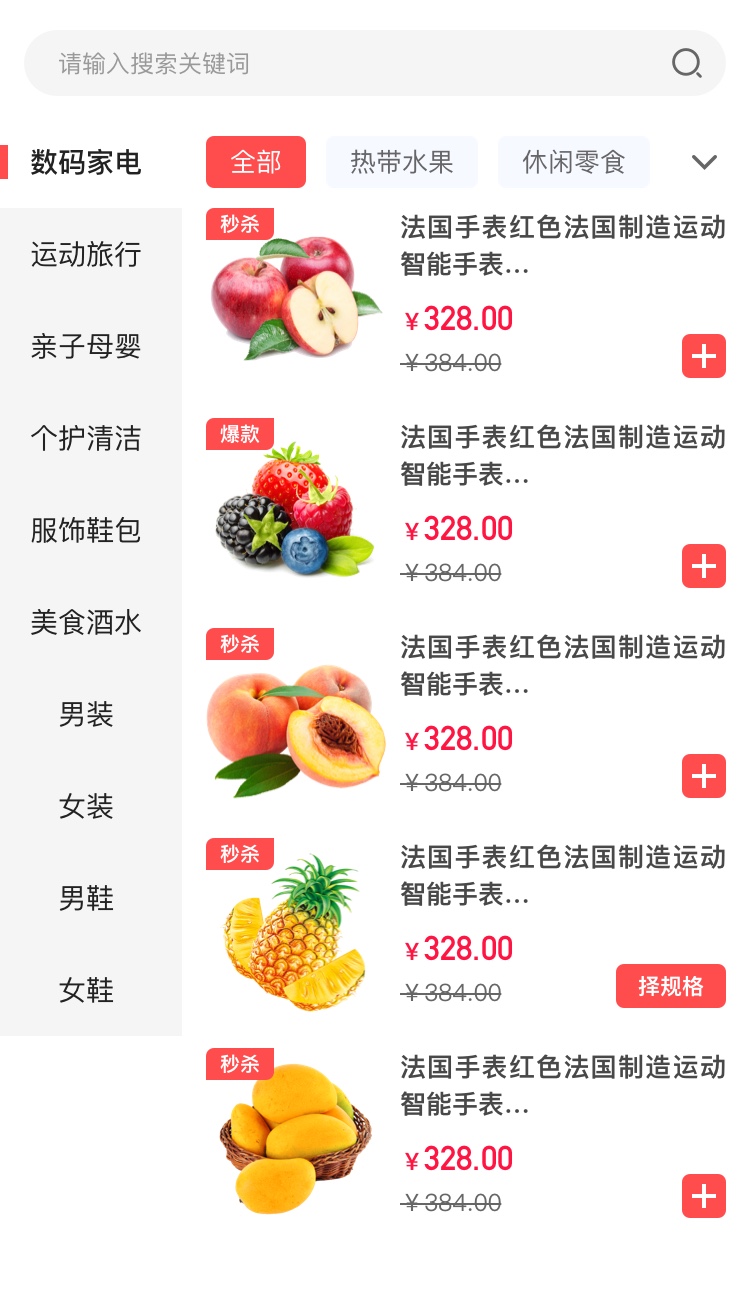 请输入搜索关键词
数码家电
全部
热带水果
休闲零食
运动旅行
亲子母婴
个护清洁
服饰鞋包
美食酒水
男装
女装
男鞋
女鞋
秒杀
法国手表红色法国制造运动
智能手表...
¥328.00
¥384.00
爆款
法国手表红色法国制造运动
智能手表...
¥328.00
¥384.00
秒杀
法国手表红色法国制造运动
智能手表...
¥328.00
¥384.00
秒杀
法国手表红色法国制造运动
智能手表...
¥328.00
¥384.00
择规格
秒杀
法国手表红色法国制造运动
智能手表...
¥328.00
¥384.00